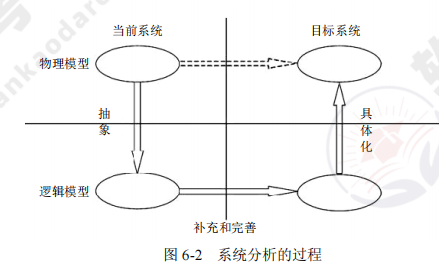 当前系统
目标系统
物理模型
抽象
具体化
逻辑模型
补充和完善
图 6-2 系统分析的过程